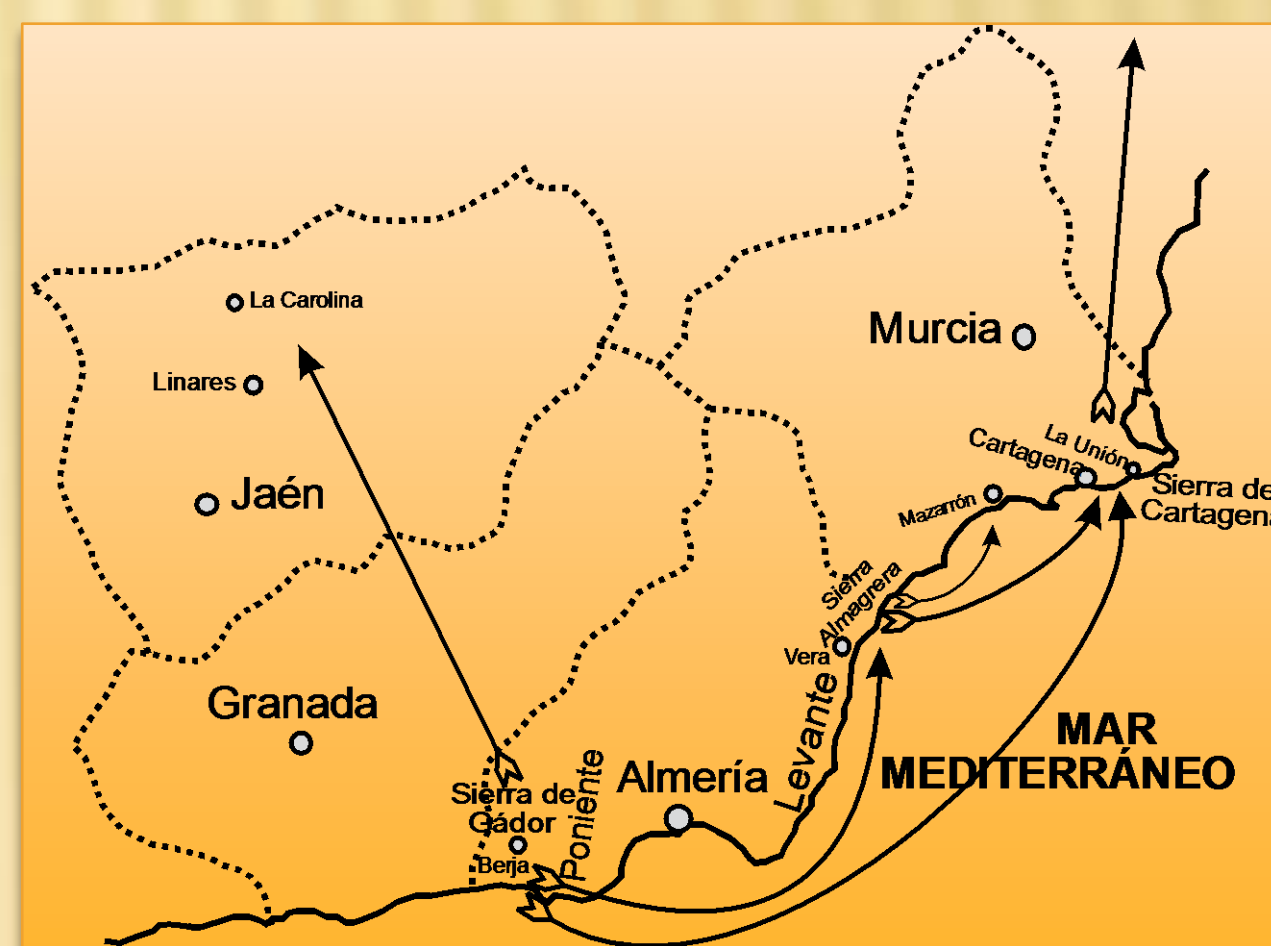 La Carolina
Murcia
Linares
La Unión
Cartagena
Jaén
Sierra de
Cartagena
Mazarrón
Sierra
Almagrera
Vera
Granada
Levante
MAR
MEDITERRÁNEO
Almería
Poniente
Sierra de
Gádor
Berja